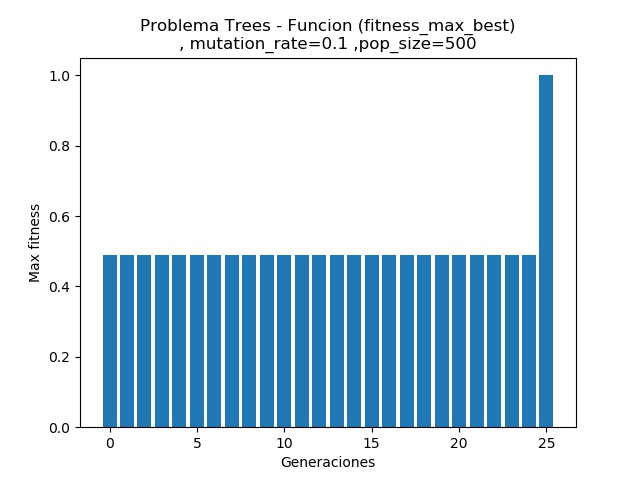 Problema Trees - Funcion (fitness_max_best)
, mutation_rate=0.1 ,pop_size=500
Max fitness
1.0
0.8
0.6
0.4
0.2
0.0
0 5 10 15 20 25
Generaciones